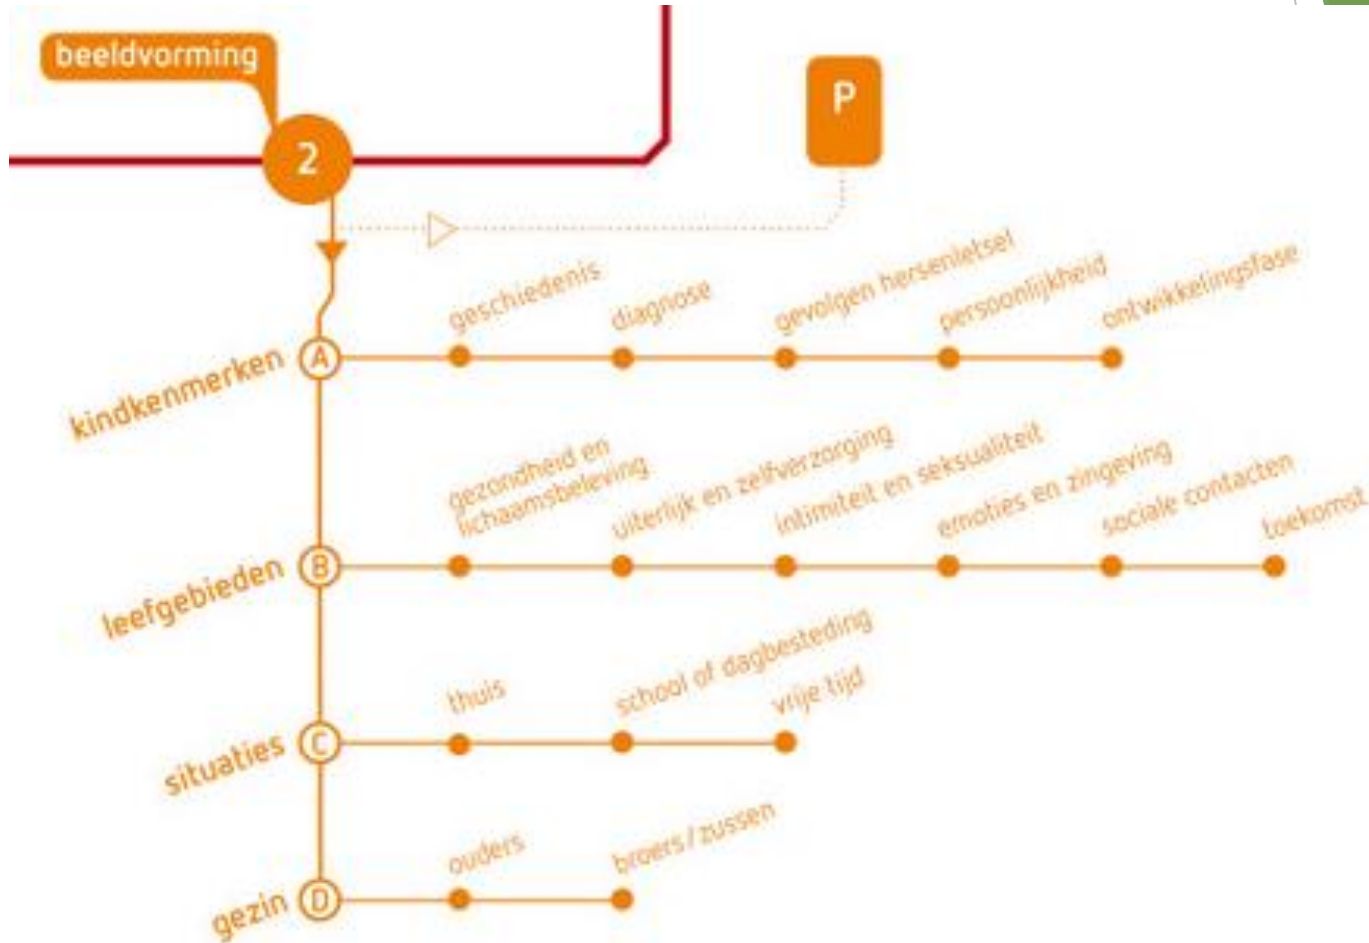 beeldvorming
P
2
geschiedenis
diagnose
gevolgen hersenletsel
persoonlijkheid
ontwikkelingsfase
kindkenmerken
A
gezondheid en
lichaamsbeleving
uiterlijk en zelfverzorging
intimiteit en seksualiteit
emoties en zingeving
sociale contacten
toekomst
leefgebieden
B
thuis
school of dagbesteding
vrije tijd
situaties
C
ouders
broers/zussen
gezin
D